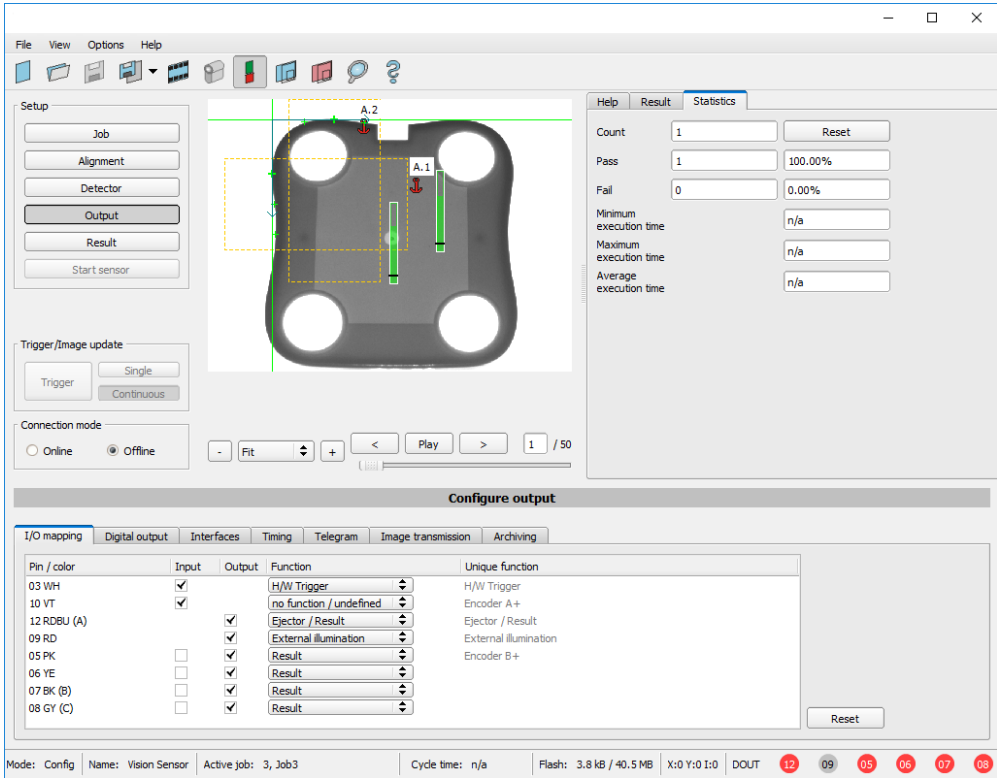 File View Options Help
Setup
Job
Alignment
Detector
Output
Result
Start sensor
Trigger/Image update
Trigger
Single
Continuous
Connection mode
Online Offline
A.2
A.1
- Fit + < Play > 1 / 50
Help Result Statistics
Count 1 Reset
Pass 1 100.00%
Fail 0 0.00%
Minimum
execution time n/a
Maximum
execution time n/a
Average
execution time n/a
Configure output
I/O mapping Digital output Interfaces Timing Telegram Image transmission Archiving
Pin / color Input Output Function Unique function
03 WH H/W Trigger H/W Trigger
10 VT no function / undefined Encoder A+
12 RDBU (A) Ejector / Result Ejector / Result
09 RD External illumination External illumination
05 PK Result Encoder B+
06 YE Result
07 BK (B) Result
08 GY (C) Result
Reset
Mode: Config Name: Vision Sensor Active job: 3, Job3 Cycle time: n/a Flash: 3.8 kB / 40.5 MB X:0 Y:0 I:0 DOUT 12 09 05 06 07 08